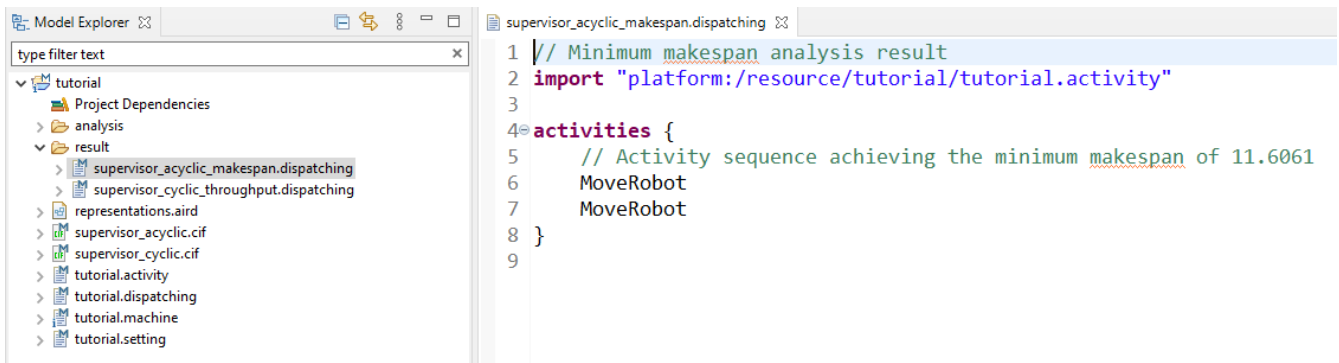 Model Explorer
type filter text
tutorial
Project Dependencies
analysis
result
supervisor_acyclic_makespan.dispatching
supervisor_cyclic_throughput.dispatching
representations.aird
supervisor_acyclic.cif
supervisor_cyclic.cif
tutorial.activity
tutorial.dispatching
tutorial.machine
tutorial.setting
supervisor_acyclic_makespan.dispatching
1 // Minimum makespan analysis result
2 import "platform:/resource/tutorial/tutorial.activity"
3
4 activities {
5 // Activity sequence achieving the minimum makespan of 11.6061
6 MoveRobot
7 MoveRobot
8 }
9